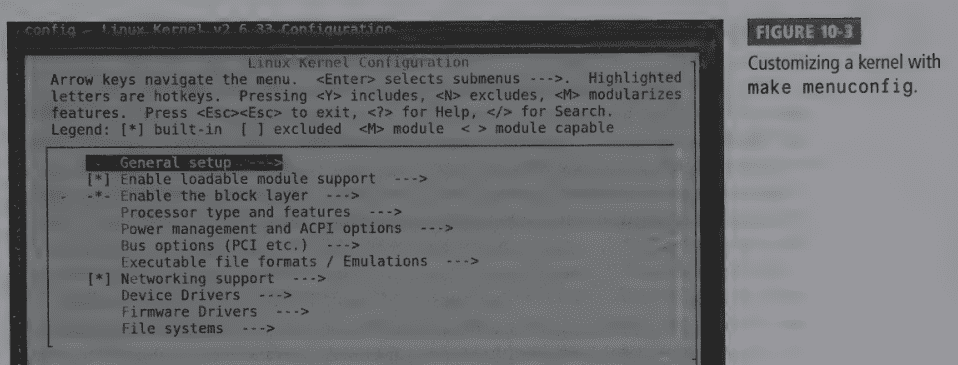 config - Linux Kernel v2.6.33 Configuration
Linux Kernel Configuration
Arrow keys navigate the menu. <Enter> selects submenus --->. Highlighted
letters are hotkeys. Pressing <Y> includes, <N> excludes, <M> modularizes
features. Press <Esc><Esc> to exit, <?> for Help, </> for Search.
Legend: [*] built-in [ ] excluded <M> module < > module capable
General setup --->
[*] Enable loadable module support --->
-*- Enable the block layer --->
Processor type and features --->
Power management and ACPI options --->
Bus options (PCI etc.) --->
Executable file formats / Emulations --->
[*] Networking support --->
Device Drivers --->
Firmware Drivers --->
File systems --->
FIGURE 10-3
Customizing a kernel with
make menuconfig.